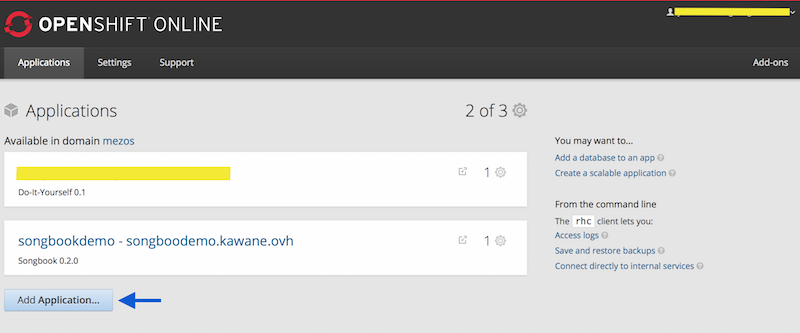 OPENSHIFT ONLINE
Applications Settings Support Add-ons
Applications 2 of 3
Available in domain mezos
1
Do-It-Yourself 0.1
songbookdemo - songboodemo.kawane.ovh 1
Songbook 0.2.0
Add Application...
You may want to...
Add a database to an app ?
Create a scalable application ?
From the command line
The rhc client lets you:
Access logs ?
Save and restore backups ?
Connect directly to internal services ?